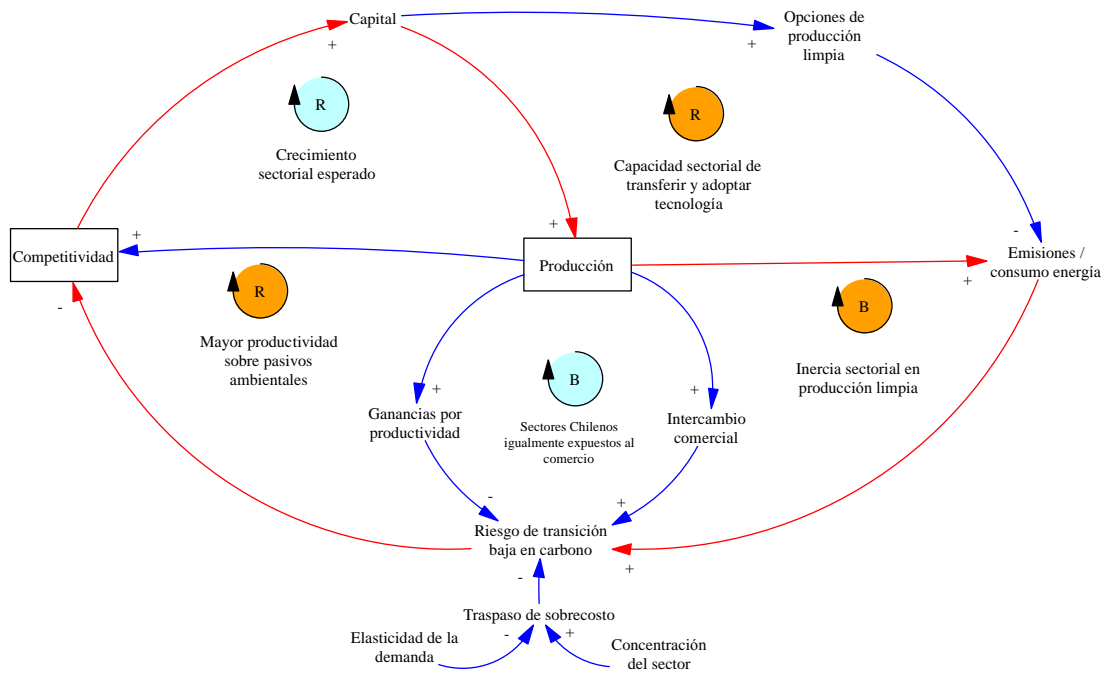 Capital
+
Opciones de
producción
limpia
+
R
Crecimiento
sectorial esperado
R
Capacidad sectorial de
transferir y adoptar
tecnología
+
Competitividad
+
-
Producción
+
-
Emisiones /
consumo energía
R
Mayor productividad
sobre pasivos
ambientales
B
Inercia sectorial en
producción limpia
B
Sectores Chilenos
igualmente expuestos al
comercio
+
Ganancias por
productividad
+
Intercambio
comercial
-
+
Riesgo de transición
baja en carbono
+
-
Traspaso de sobrecosto
-
+
Elasticidad de la
demanda
Concentración
del sector